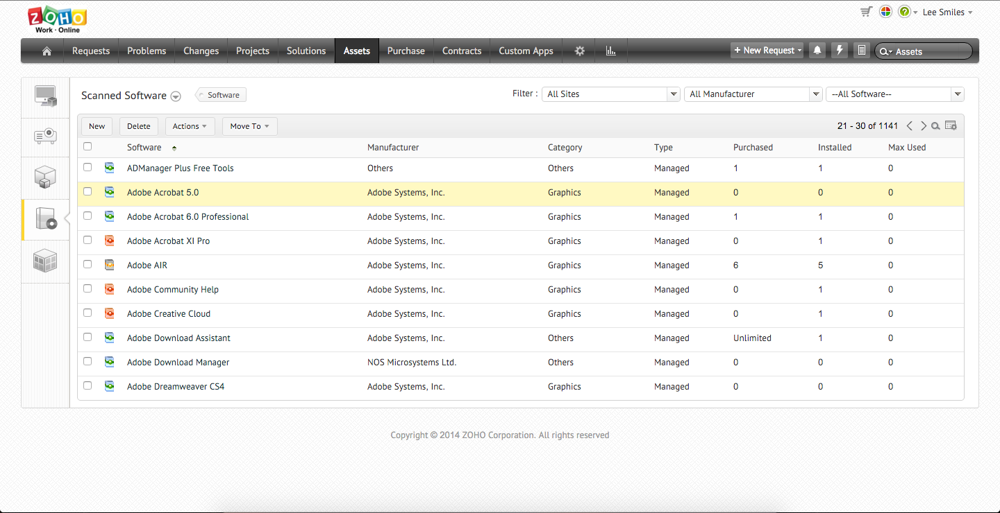 ZOHO
Work · Online
Lee Smiles
Requests Problems Changes Projects Solutions Assets Purchase Contracts Custom Apps + New Request Assets
Scanned Software Software Filter : All Sites All Manufacturer --All Software--
New Delete Actions Move To 21 - 30 of 1141
Software Manufacturer Category Type Purchased Installed Max Used
ADManager Plus Free Tools Others Others Managed 1 1 0
Adobe Acrobat 5.0 Adobe Systems, Inc. Graphics Managed 0 0 0
Adobe Acrobat 6.0 Professional Adobe Systems, Inc. Graphics Managed 1 1 0
Adobe Acrobat XI Pro Adobe Systems, Inc. Graphics Managed 0 1 0
Adobe AIR Adobe Systems, Inc. Graphics Managed 6 5 0
Adobe Community Help Adobe Systems, Inc. Graphics Managed 0 1 0
Adobe Creative Cloud Adobe Systems, Inc. Graphics Managed 0 1 0
Adobe Download Assistant Adobe Systems, Inc. Others Managed Unlimited 1 0
Adobe Download Manager NOS Microsystems Ltd. Others Managed 0 0 0
Adobe Dreamweaver CS4 Adobe Systems, Inc. Graphics Managed 0 0 0
Copyright © 2014 ZOHO Corporation. All rights reserved